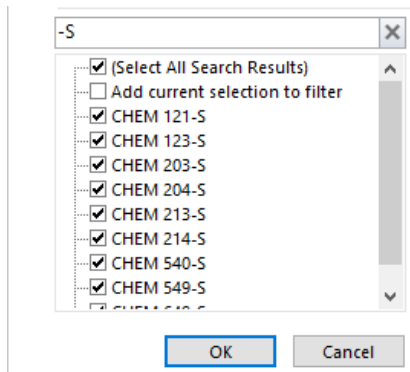 -S
(Select All Search Results)
Add current selection to filter
CHEM 121-S
CHEM 123-S
CHEM 203-S
CHEM 204-S
CHEM 213-S
CHEM 214-S
CHEM 540-S
CHEM 549-S
OK Cancel